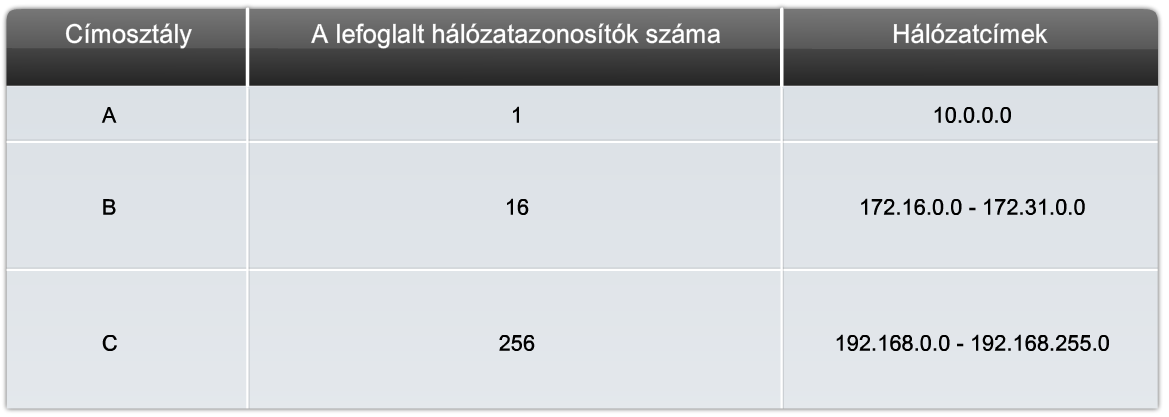 Címosztály A lefoglalt hálózatazonosítók száma Hálózatcímek
A 1 10.0.0.0
B 16 172.16.0.0 - 172.31.0.0
C 256 192.168.0.0 - 192.168.255.0